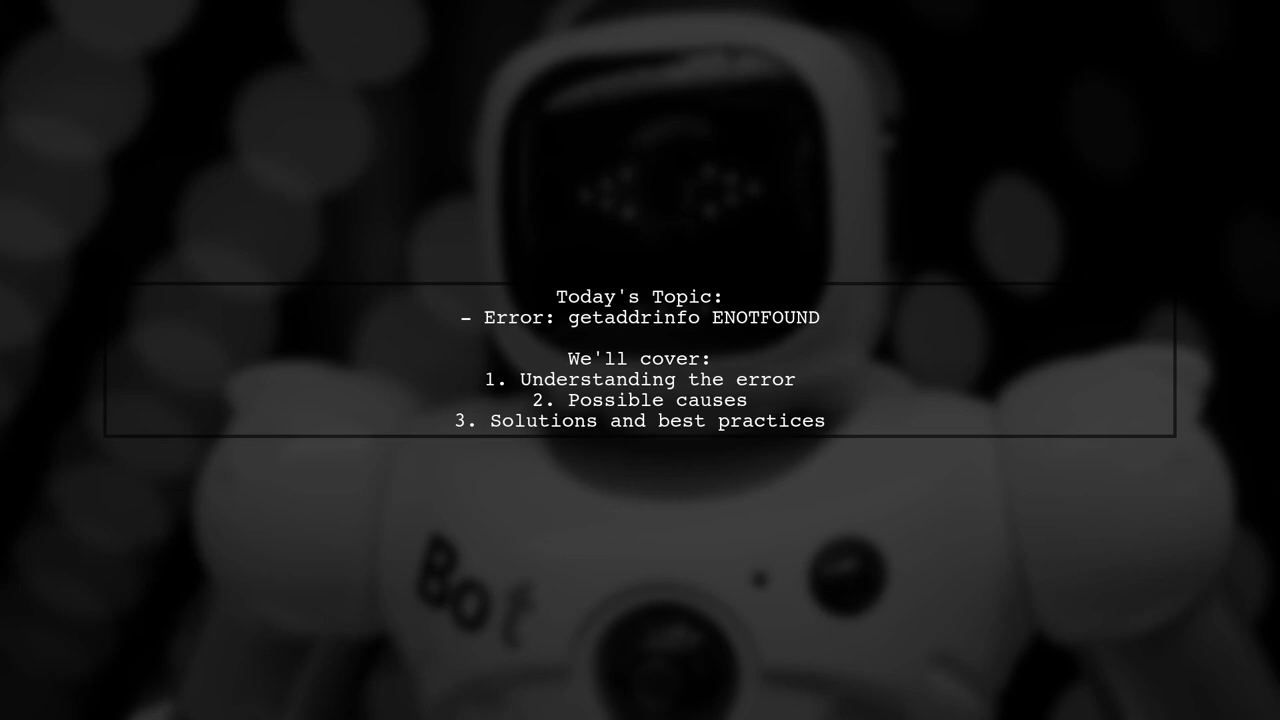 Today's Topic:
- Error: getaddrinfo ENOTFOUND
We'll cover:
1. Understanding the error
2. Possible causes
3. Solutions and best practices
Bot